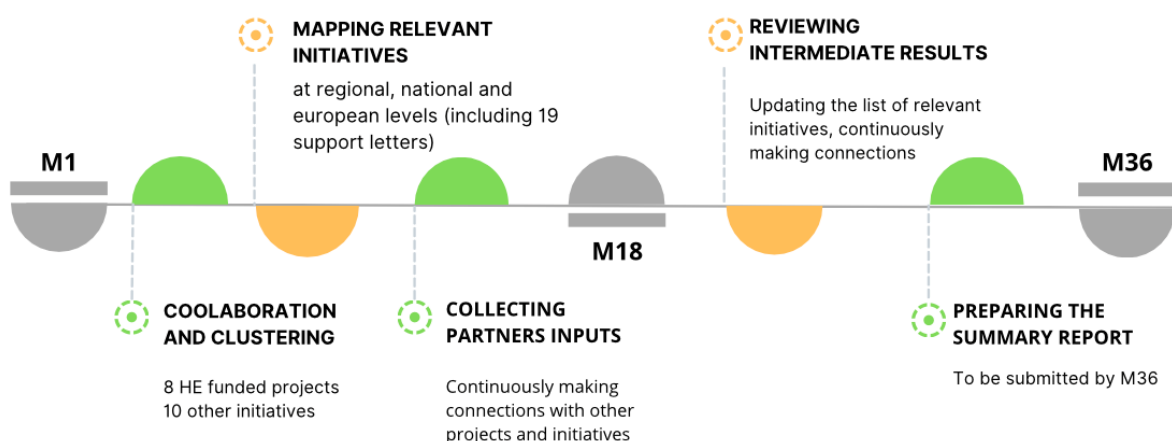 M1
COOLABORATION
AND CLUSTERING
8 HE funded projects
10 other initiatives
MAPPING RELEVANT
INITIATIVES
at regional, national and
european levels (including 19
support letters)
COLLECTING
PARTNERS INPUTS
Continuously making
connections with other
projects and initiatives
M18
REVIEWING
INTERMEDIATE RESULTS
Updating the list of relevant
initiatives, continuously
making connections
PREPARING THE
SUMMARY REPORT
To be submitted by M36
M36